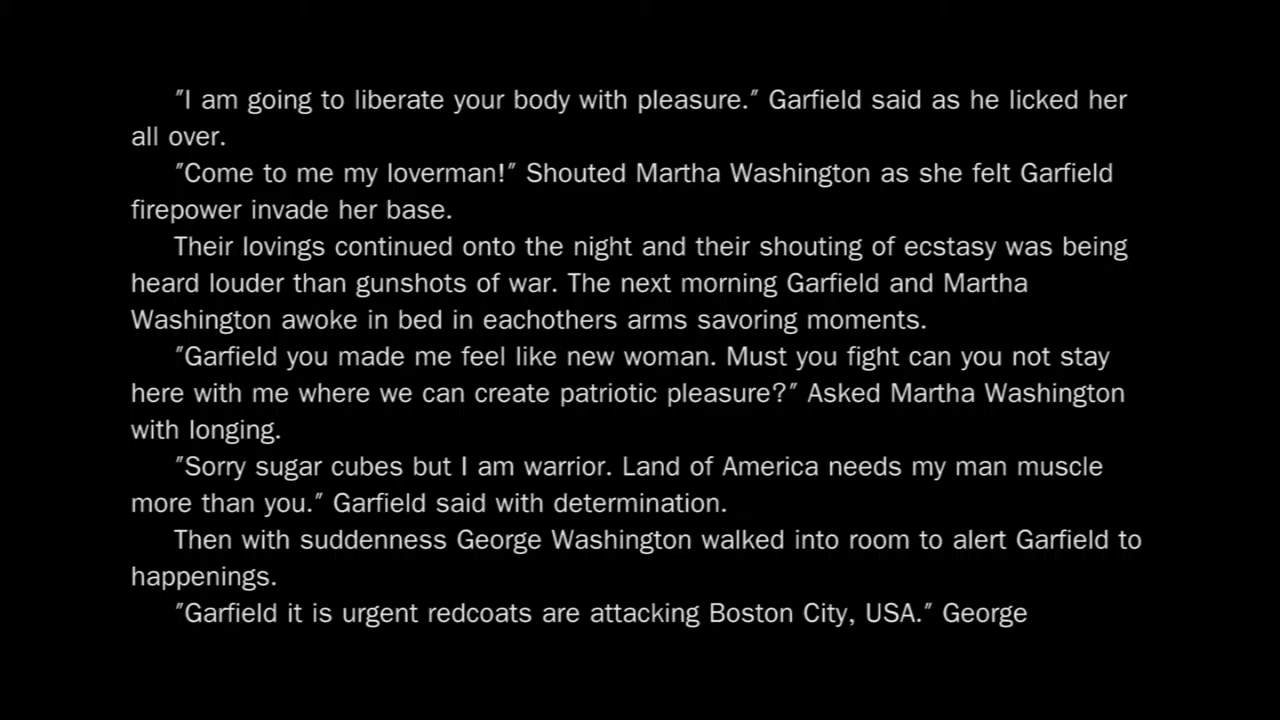 "I am going to liberate your body with pleasure." Garfield said as he licked her
all over.
"Come to me my loverman!" Shouted Martha Washington as she felt Garfield
firepower invade her base.
Their lovings continued onto the night and their shouting of ecstasy was being
heard louder than gunshots of war. The next morning Garfield and Martha
Washington awoke in bed in eachothers arms savoring moments.
"Garfield you made me feel like new woman. Must you fight can you not stay
here with me where we can create patriotic pleasure?" Asked Martha Washington
with longing.
"Sorry sugar cubes but I am warrior. Land of America needs my man muscle
more than you." Garfield said with determination.
Then with suddenness George Washington walked into room to alert Garfield to
happenings.
"Garfield it is urgent redcoats are attacking Boston City, USA." George